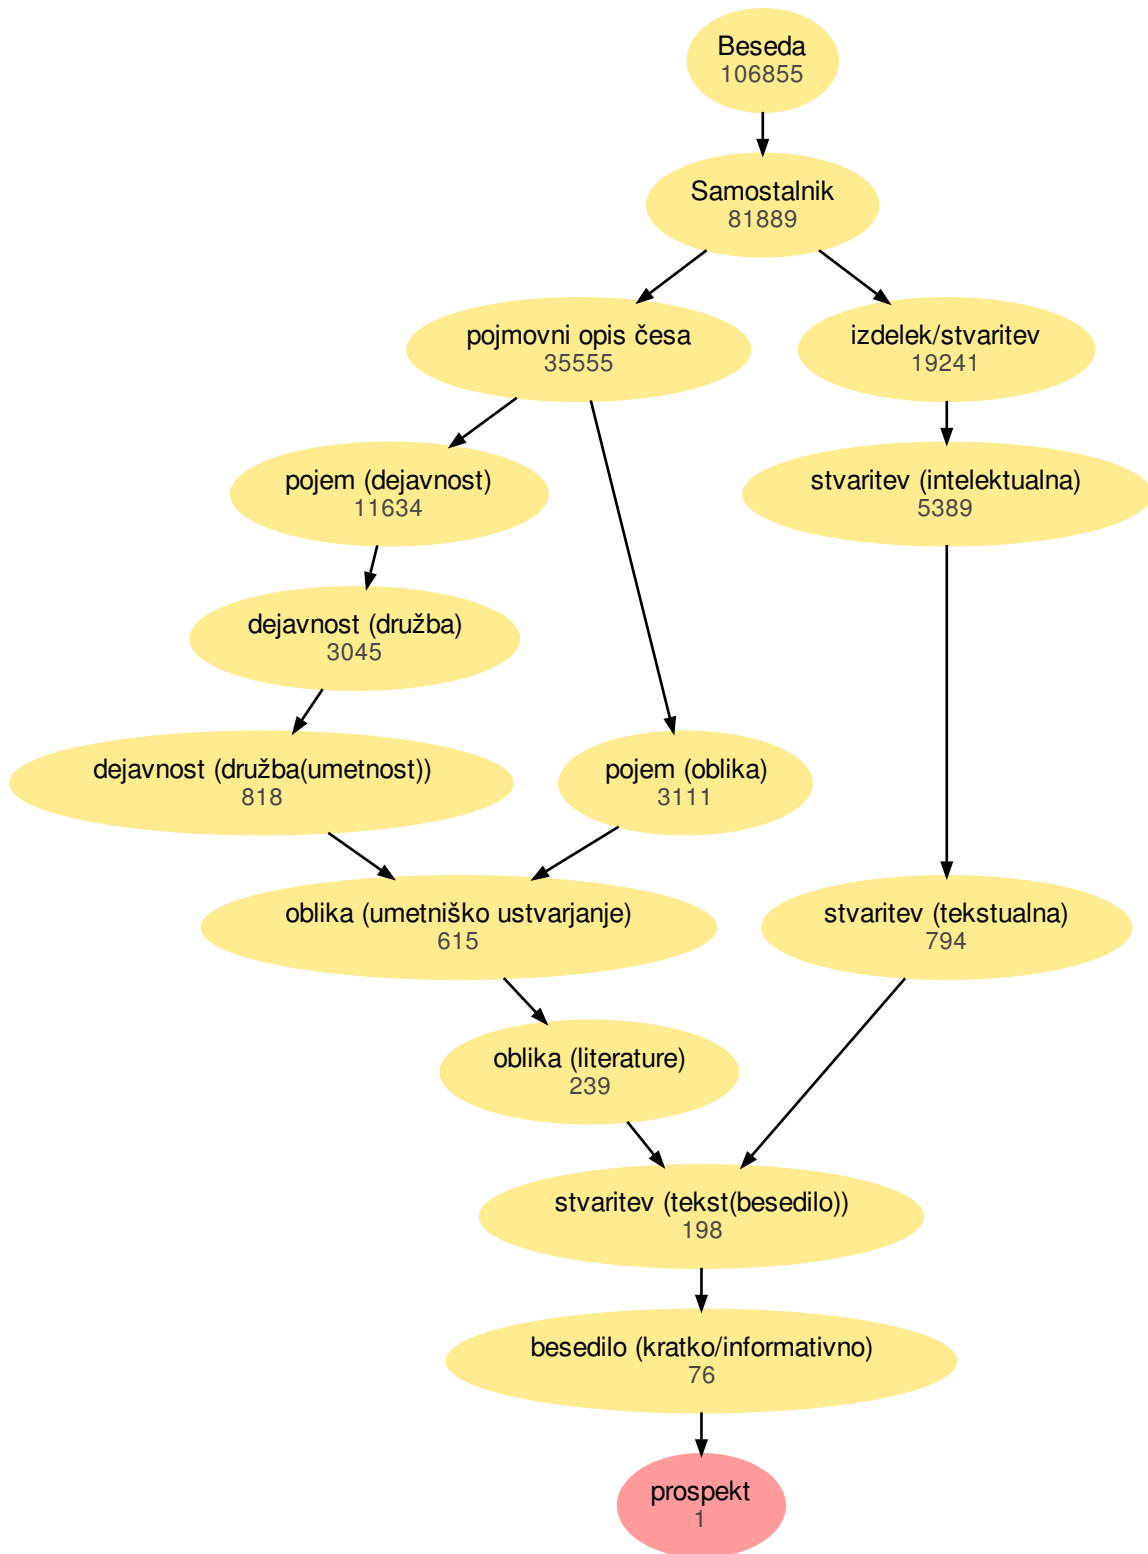 Beseda
106855
Samostalnik
81889
pojmovni opis česa
35555
izdelek/stvaritev
19241
pojem (dejavnost)
11634
stvaritev (intelektualna)
5389
dejavnost (družba)
3045
dejavnost (družba(umetnost))
818
pojem (oblika)
3111
oblika (umetniško ustvarjanje)
615
stvaritev (tekstualna)
794
oblika (literature)
239
stvaritev (tekst(besedilo))
198
besedilo (kratko/informativno)
76
prospekt
1